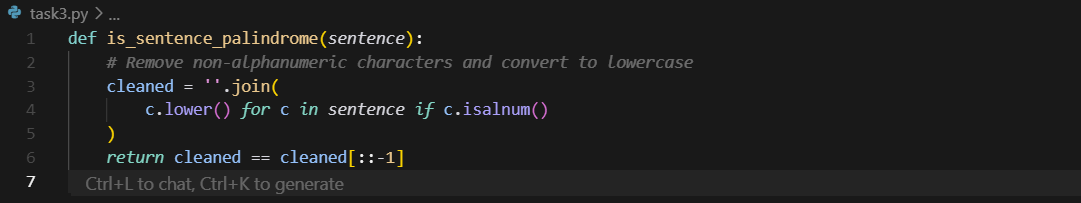 task3.py > ...
1 def is_sentence_palindrome(sentence):
2     # Remove non-alphanumeric characters and convert to lowercase
3     cleaned = ''.join(
4         c.lower() for c in sentence if c.isalnum()
5     )
6     return cleaned == cleaned[::-1]
7 Ctrl+L to chat, Ctrl+K to generate